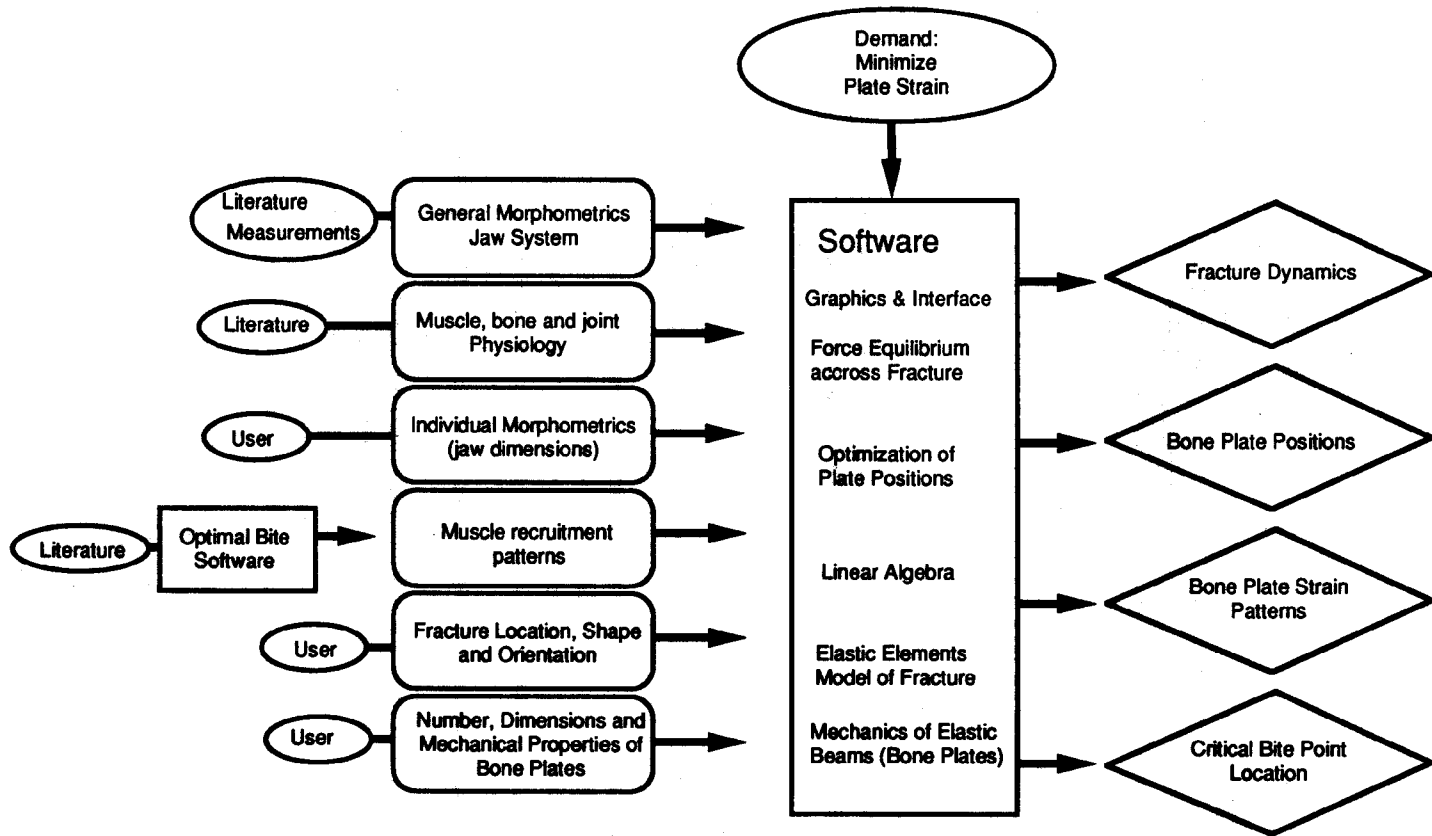 Demand:
Minimize
Plate Strain
Literature
Measurements
General Morphometrics
Jaw System
Literature
Muscle, bone and joint
Physiology
User
Individual Morphometrics
(jaw dimensions)
Literature
Optimal Bite
Software
Muscle recruitment
patterns
User
Fracture Location, Shape
and Orientation
User
Number, Dimensions and
Mechanical Properties of
Bone Plates
Software
Graphics & Interface
Force Equilibrium
accross Fracture
Optimization of
Plate Positions
Linear Algebra
Elastic Elements
Model of Fracture
Mechanics of Elastic
Beams (Bone Plates)
Fracture Dynamics
Bone Plate Positions
Bone Plate Strain
Patterns
Critical Bite Point
Location